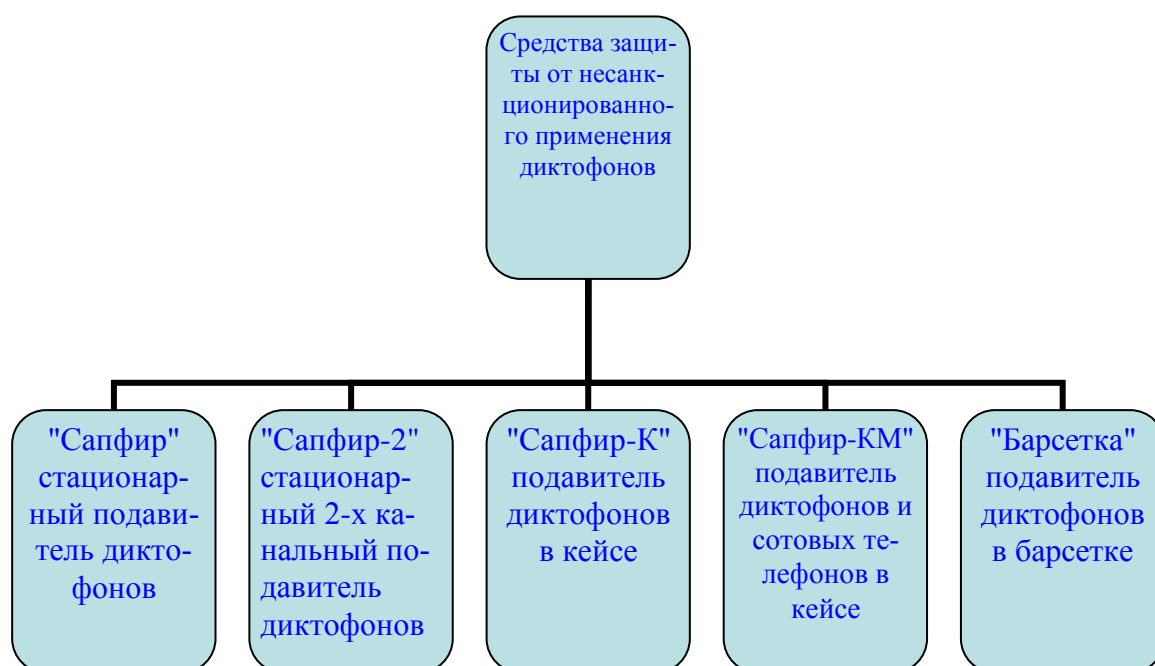 Средства защи-
ты от несанк-
ционированно-
го применения
диктофонов
"Сапфир"
стационар-
ный подави-
тель дикто-
фонов
"Сапфир-2"
стационар-
ный 2-х ка-
нальный по-
давитель
диктофонов
"Сапфир-К"
подавитель
диктофонов
в кейсе
"Сапфир-КМ"
подавитель
диктофонов и
сотовых те-
лефонов в
кейсе
"Барсетка"
подавитель
диктофонов
в барсетке